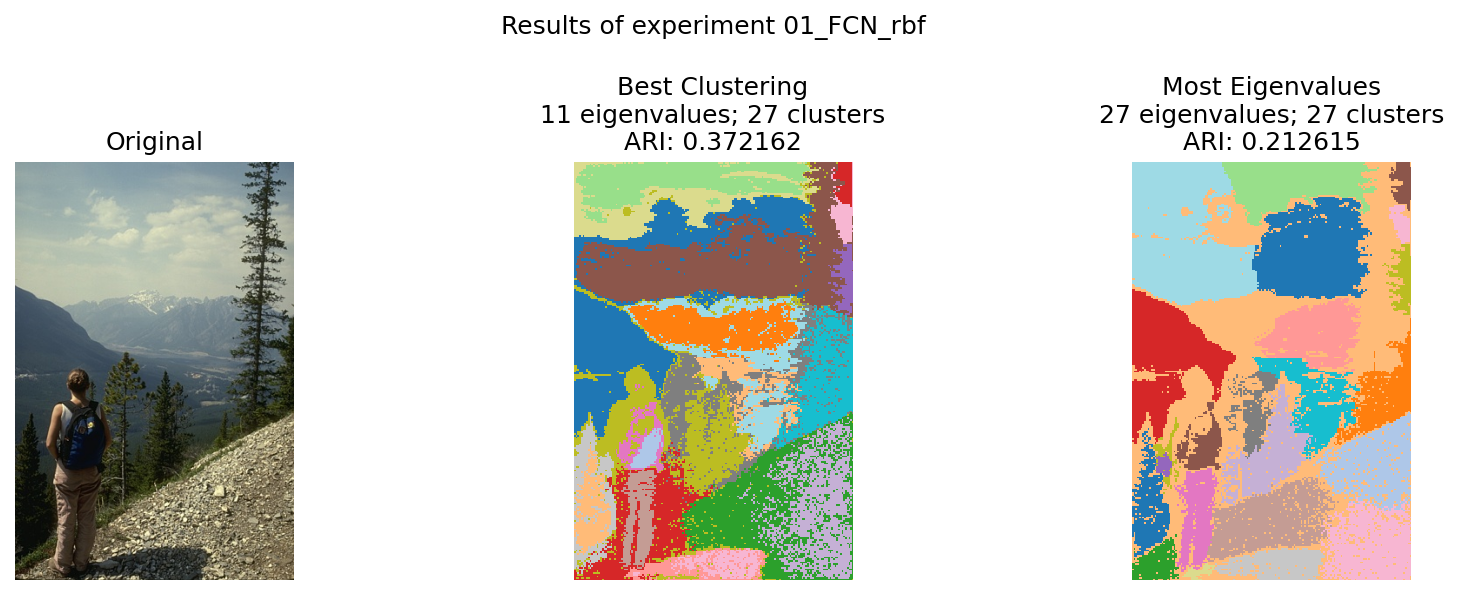 Results of experiment 01_FCN_rbf
Original
Best Clustering
11 eigenvalues; 27 clusters
ARI: 0.372162
Most Eigenvalues
27 eigenvalues; 27 clusters
ARI: 0.212615